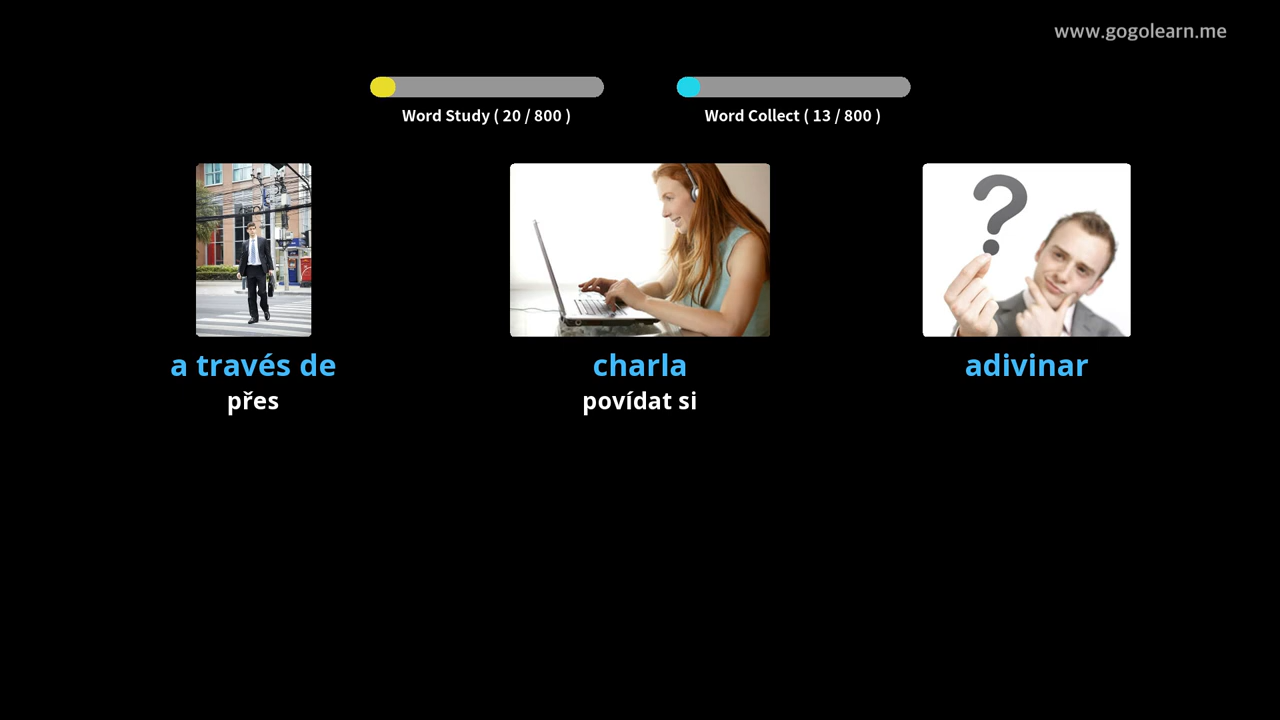 www.gogolearn.me
Word Study ( 20 / 800 )
Word Collect ( 13 / 800 )
a través de
charla
adivinar
přes
povídat si